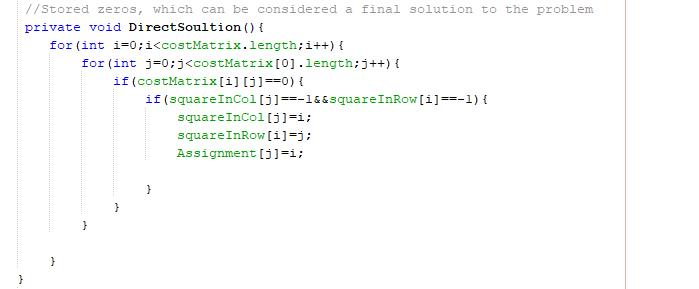 //Stored zeros, which can be considered a final solution to the problem
private void DirectSoultion(){
for(int i=0;i<costMatrix.length;i++){
for(int j=0;j<costMatrix[0].length;j++){
if(costMatrix[i][j]==0){
if(squareInCol[j]==-1&&squareInRow[i]==-1){
squareInCol[j]=i;
squareInRow[i]=j;
Assignment[j]=i;
}
}
}
}
}